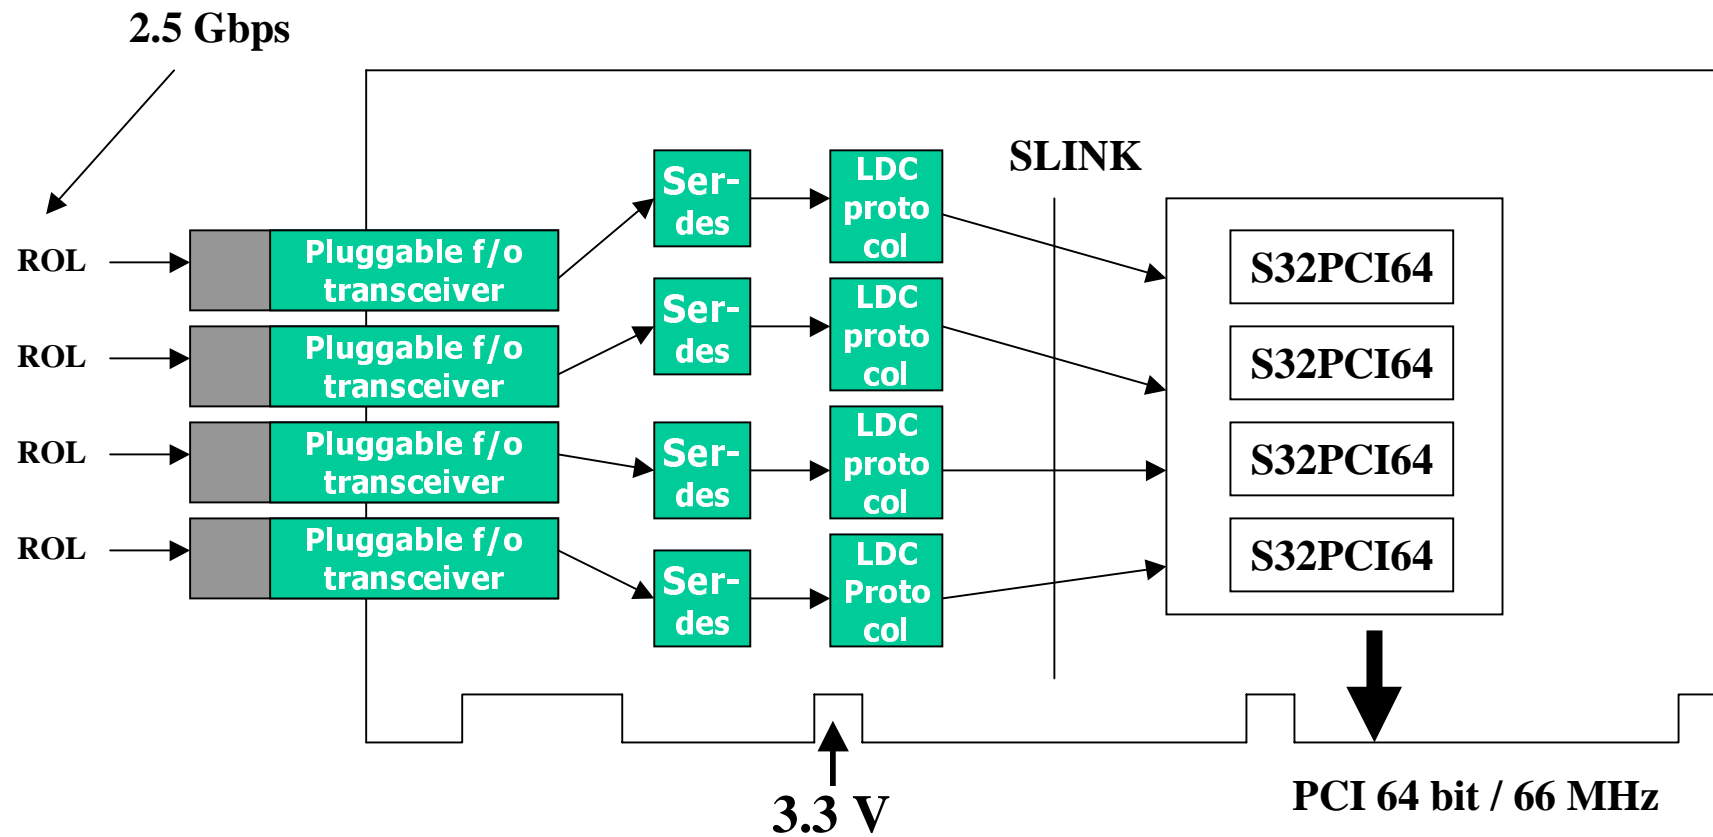 2.5 Gbps
SLINK
ROL
Pluggable f/o
transceiver
Ser-
des
LDC
proto
col
S32PCI64
ROL
Pluggable f/o
transceiver
Ser-
des
LDC
proto
col
S32PCI64
ROL
Pluggable f/o
transceiver
Ser-
des
LDC
proto
col
S32PCI64
ROL
Pluggable f/o
transceiver
Ser-
des
LDC
Proto
col
S32PCI64
3.3 V
PCI 64 bit / 66 MHz